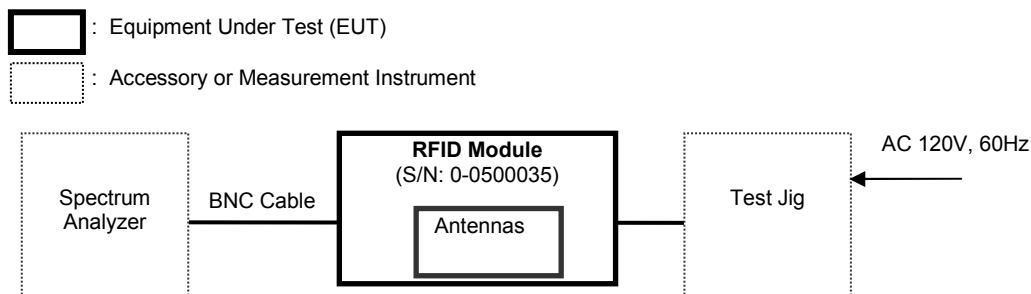 : Equipment Under Test (EUT)
: Accessory or Measurement Instrument
Spectrum
Analyzer
BNC Cable
RFID Module
(S/N: 0-0500035)
Antennas
Test Jig
AC 120V, 60Hz